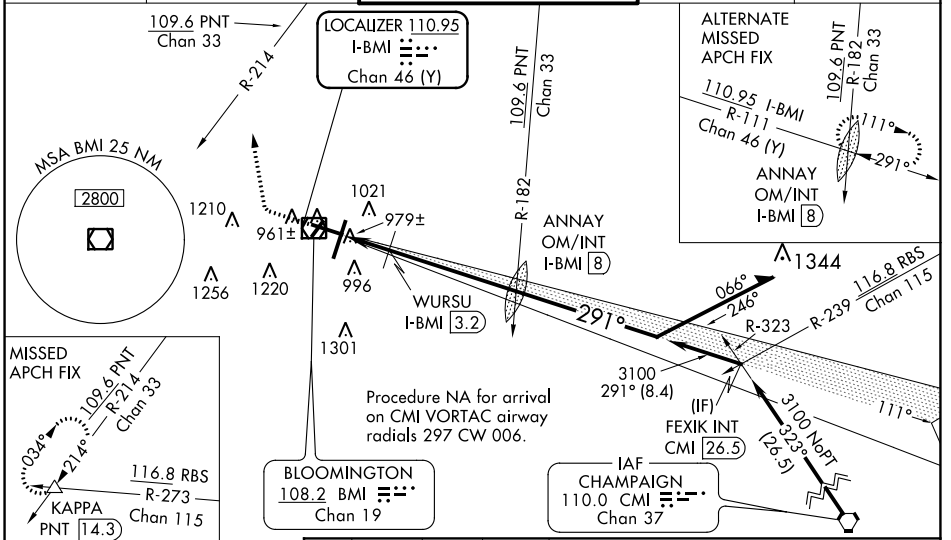 109.6 PNT
Chan 33
R-214
LOCALIZER 110.95
I-BMI
Chan 46 (Y)
109.6 PNT
Chan 33
R-182
ALTERNATE
MISSED
APCH FIX
109.6 PNT
R-182
Chan 33
110.95 I-BMI
R-111
Chan 46 (Y)
111°
291°
ANNAY
OM/INT
I-BMI 8
MSA BMI 25 NM
2800
1210
961±
1021
979±
1256
1220
996
1301
WURSU
I-BMI 3.2
ANNAY
OM/INT
I-BMI 8
291°
066°
246°
1344
R-239 116.8 RBS
Chan 115
R-323
3100
291° (8.4)
(IF)
FEXIK INT
CMI 26.5
3100 NoPT
323°
(26.5)
111°
MISSED
APCH FIX
109.6 PNT
R-214
Chan 33
034°
214°
116.8 RBS
R-273
Chan 115
KAPPA
PNT 14.3
Procedure NA for arrival
on CMI VORTAC airway
radials 297 CW 006.
BLOOMINGTON
108.2 BMI
Chan 19
IAF
CHAMPAIGN
110.0 CMI
Chan 37